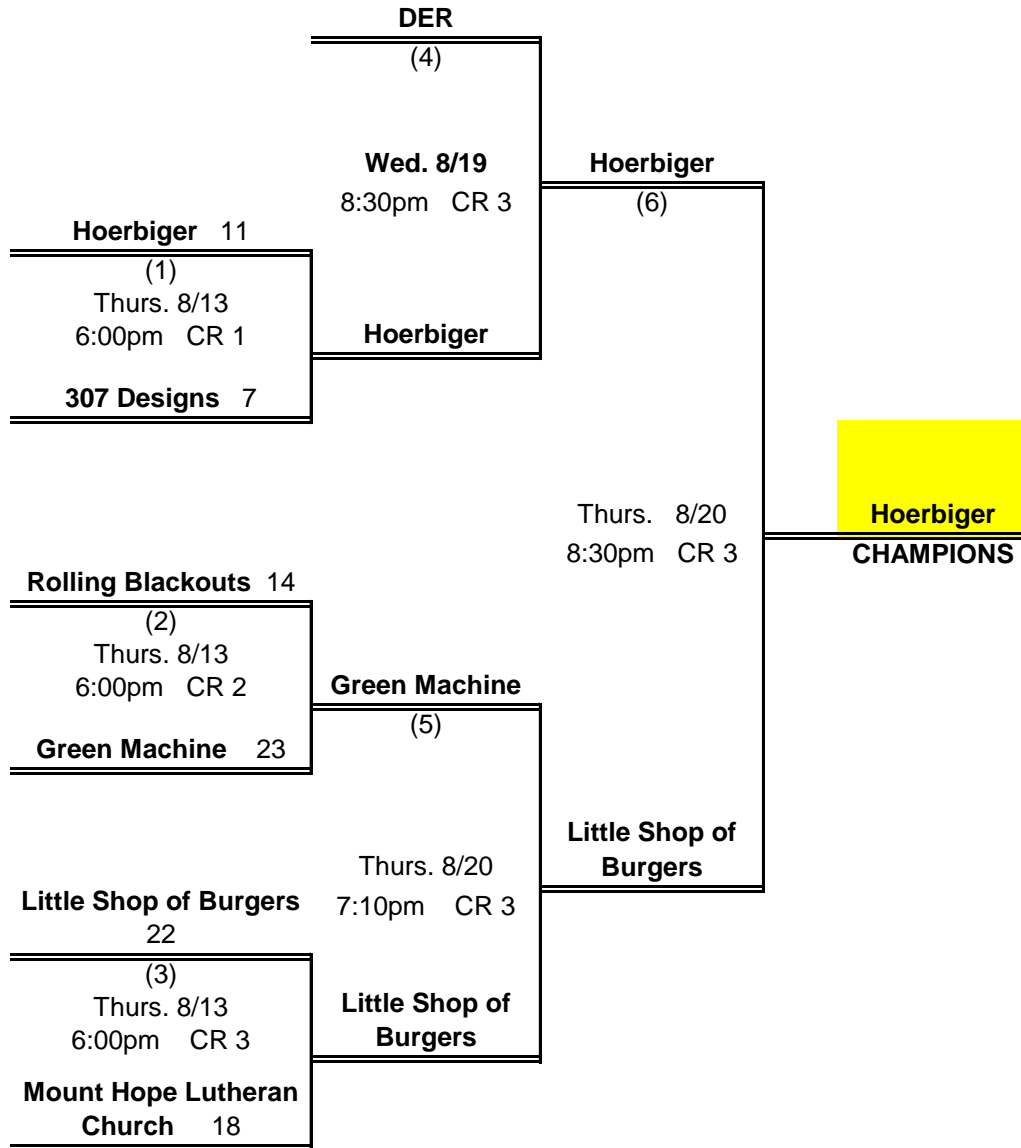 DER
(4)
Wed. 8/19
8:30pm CR 3
Hoerbiger
(6)
Hoerbiger 11
(1)
Thurs. 8/13
6:00pm CR 1
Hoerbiger
307 Designs 7
Thurs. 8/20
8:30pm CR 3
Hoerbiger
CHAMPIONS
Rolling Blackouts 14
(2)
Thurs. 8/13
6:00pm CR 2
Green Machine
(5)
Green Machine 23
Little Shop of
Burgers
Thurs. 8/20
7:10pm CR 3
Little Shop of Burgers
22
(3)
Thurs. 8/13
6:00pm CR 3
Little Shop of
Burgers
Mount Hope Lutheran
Church 18